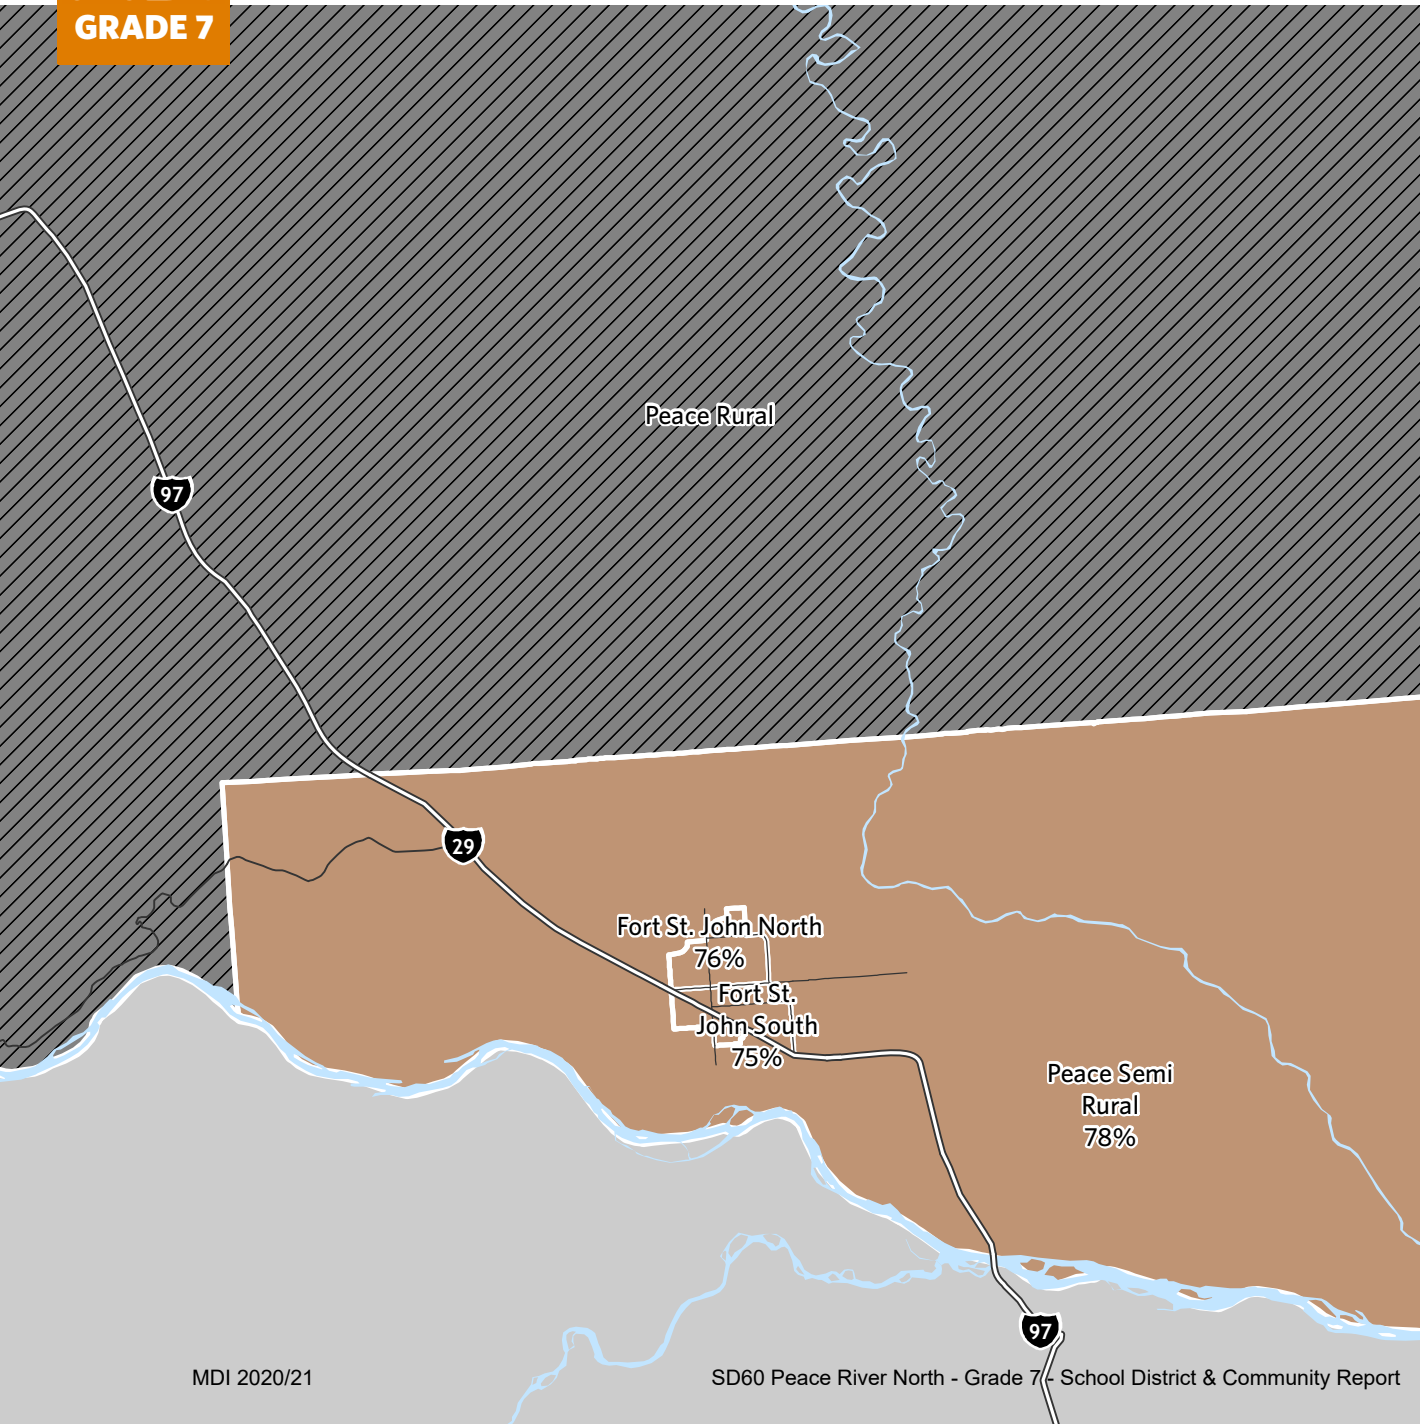 GRADE 7
Peace Rural
97
29
Fort St. John North
76%
Fort St.
John South
75%
Peace Semi
Rural
78%
97
MDI 2020/21
SD60 Peace River North - Grade 7 - School District & Community Report